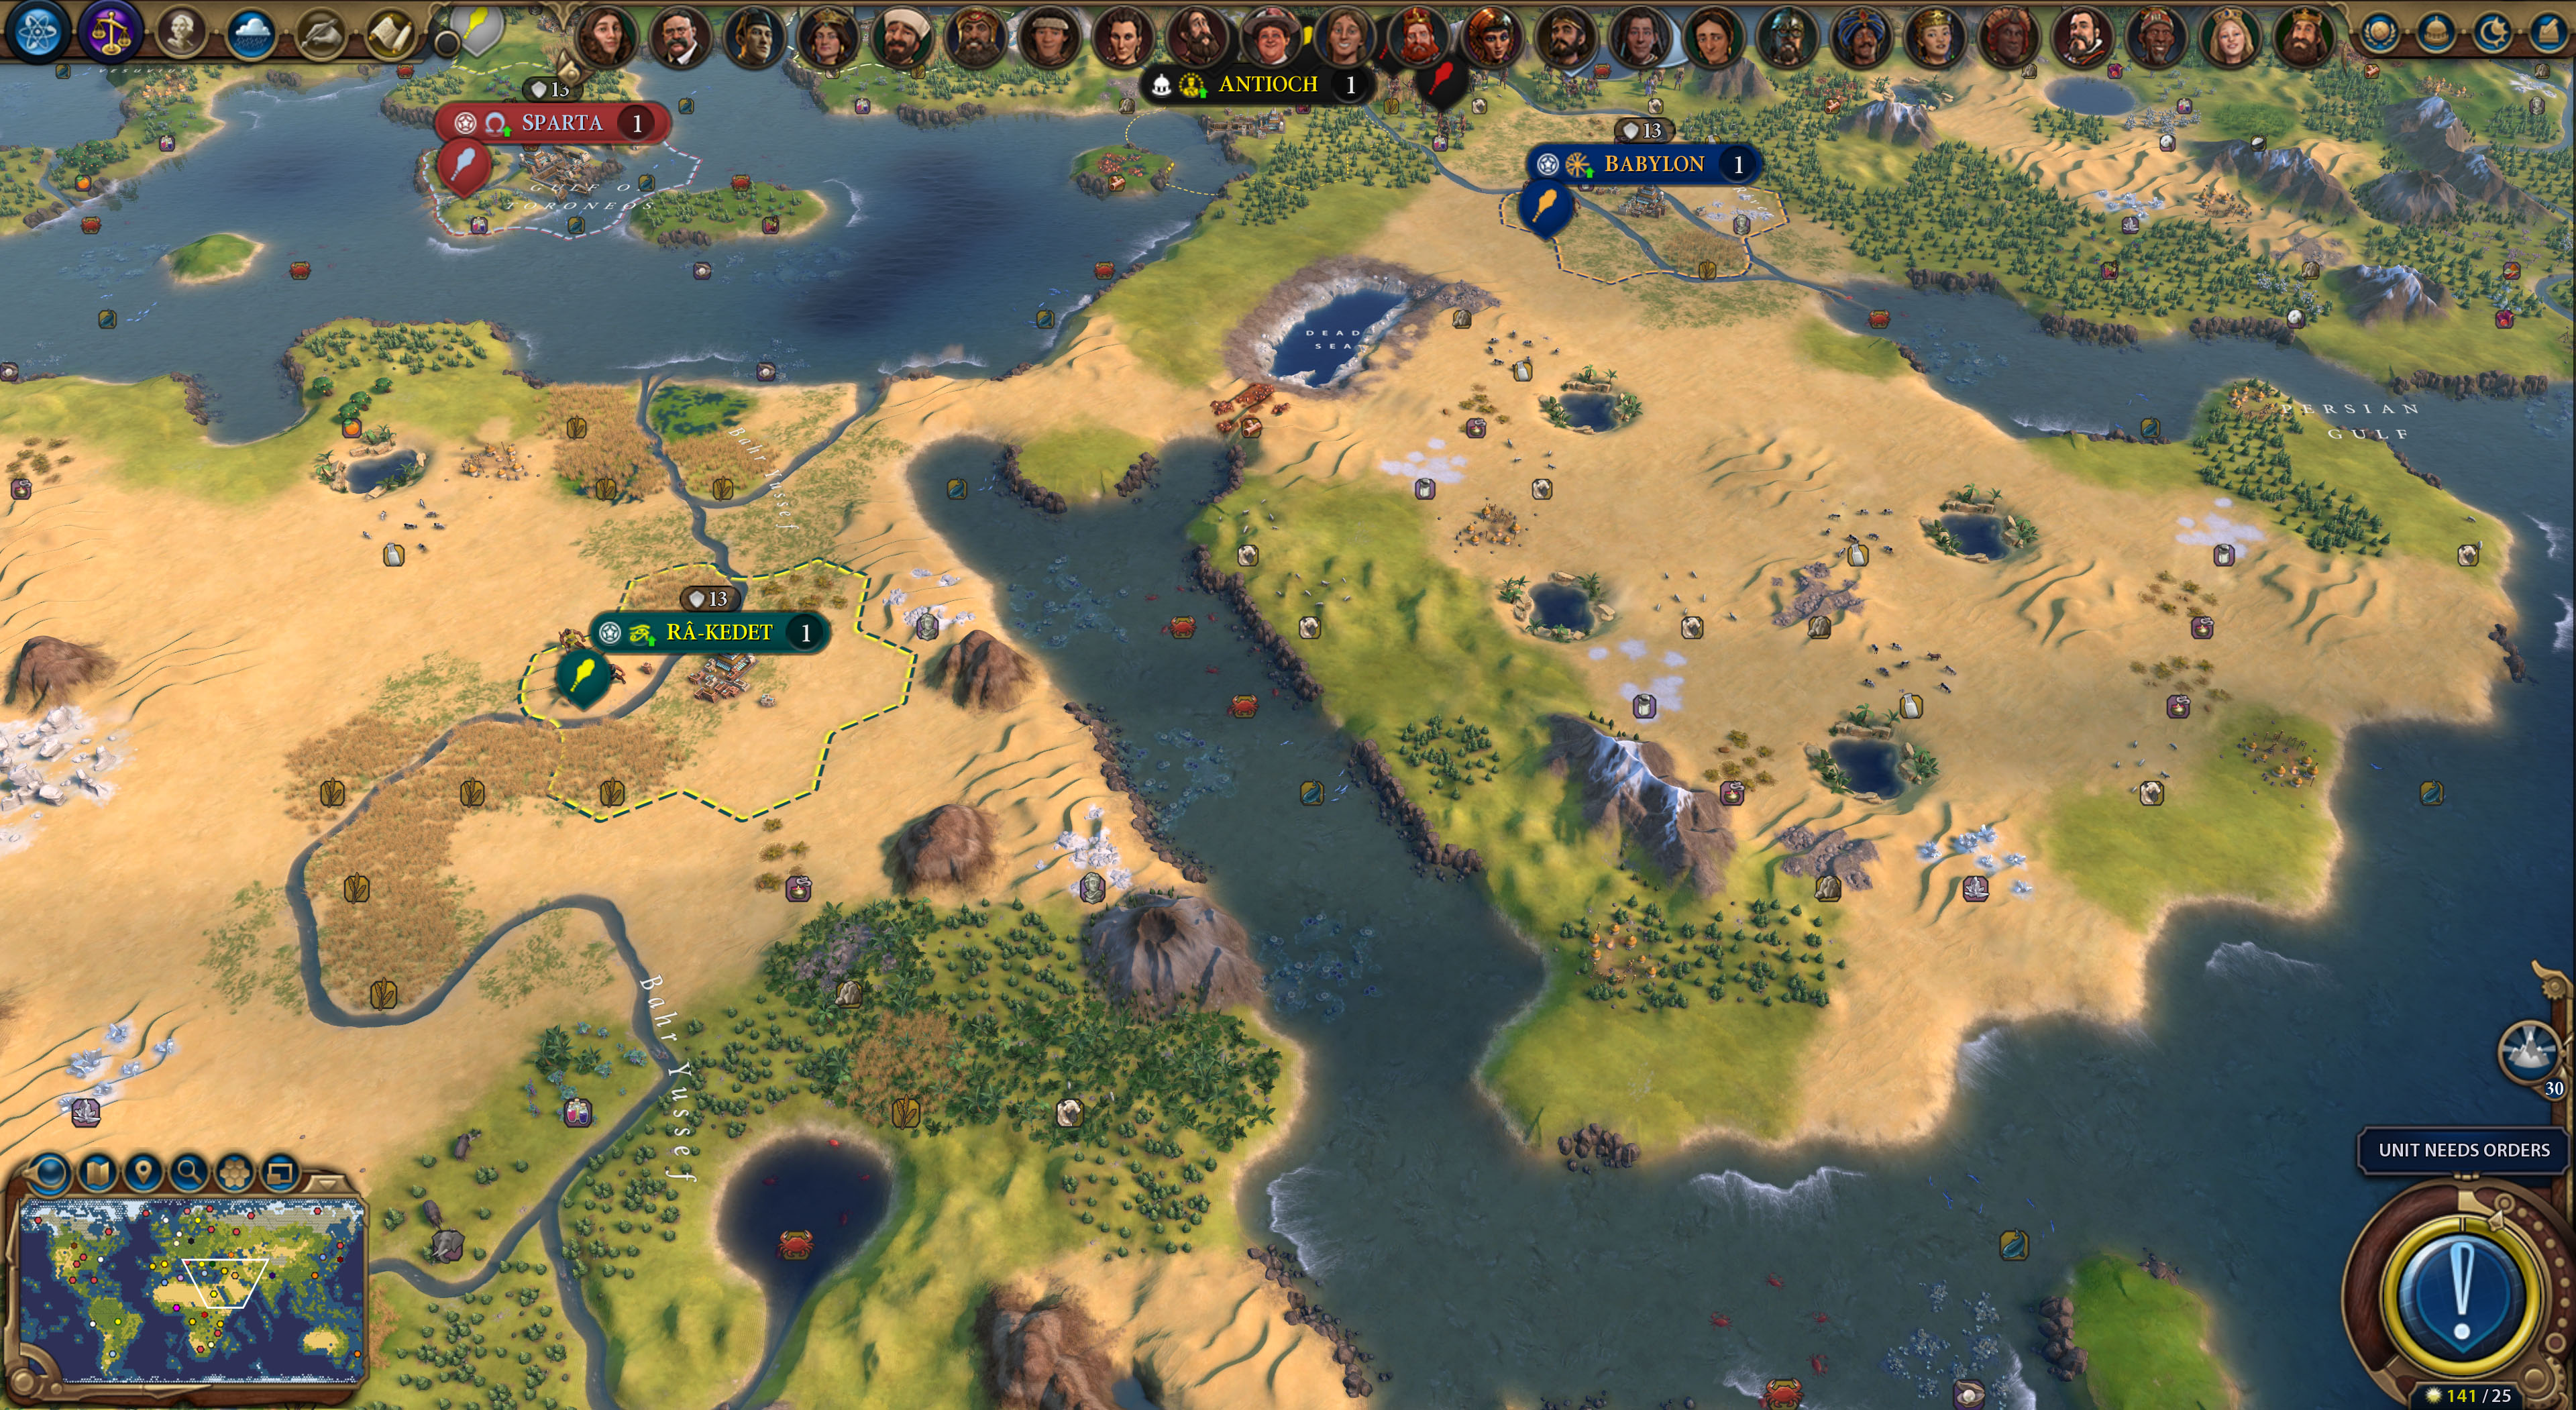 13
SPARTA 1
GULF OF
TORONEOS
ANTIOCH 1
13
BABYLON 1
DEAD
SEA
PERSIAN
GULF
Bahr Yussef
13
RÂ-KEDET 1
Bahr Yussef
30
UNIT NEEDS ORDERS
141 / 25